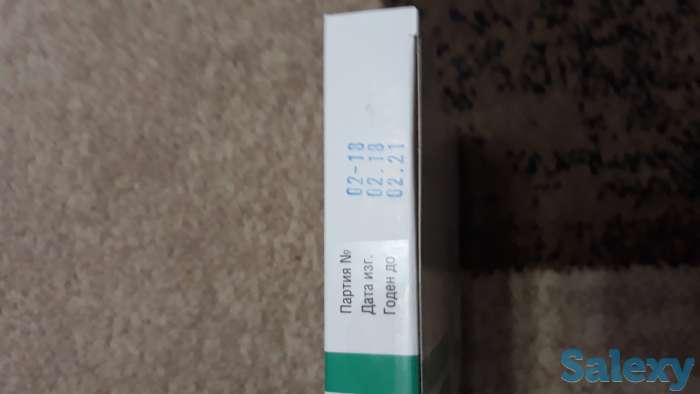 Партия № 02-18
Дата изг. 02.18
Годен до 02.21
Salexy